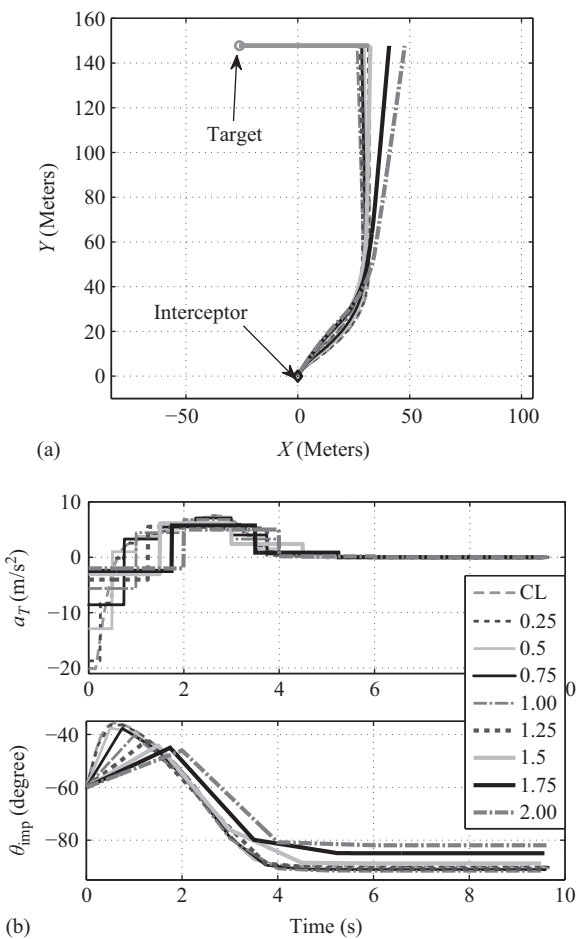 160
140
120
100
80
60
40
20
0
Y (Meters)
Target
Interceptor
−50 0 50 100
(a)
X (Meters)
10
0
−10
−20
a_T (m/s²)
0 2 4 6 8 0
CL
0.25
0.5
0.75
1.00
1.25
1.5
1.75
2.00
−40
−60
−80
θ_imp (degree)
0 2 4 6 8 10
(b)
Time (s)